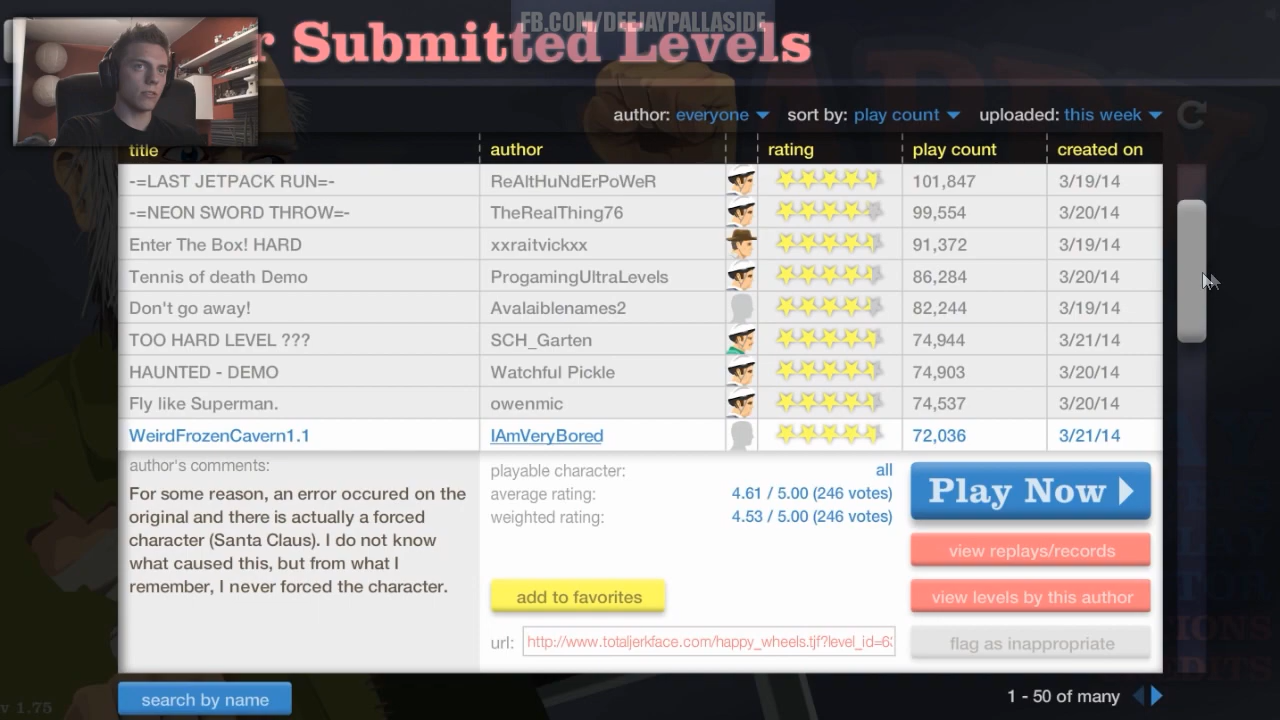 FB.COM/DEEJAYPALLASIDE
r Submitted Levels
author: everyone sort by: play count uploaded: this week
title author rating play count created on
-=LAST JETPACK RUN=- ReAltHuNdErPoWeR 101,847 3/19/14
-=NEON SWORD THROW=- TheRealThing76 99,554 3/20/14
Enter The Box! HARD xxraitvickxx 91,372 3/19/14
Tennis of death Demo ProgamingUltraLevels 86,284 3/20/14
Don't go away! Avalaiblenames2 82,244 3/19/14
TOO HARD LEVEL ??? SCH_Garten 74,944 3/21/14
HAUNTED - DEMO Watchful Pickle 74,903 3/20/14
Fly like Superman. owenmic 74,537 3/20/14
WeirdFrozenCavern1.1 IAmVeryBored 72,036 3/21/14
author's comments:
For some reason, an error occured on the
original and there is actually a forced
character (Santa Claus). I do not know
what caused this, but from what I
remember, I never forced the character.
playable character: all
average rating: 4.61 / 5.00 (246 votes)
weighted rating: 4.53 / 5.00 (246 votes)
add to favorites
url: http://www.totaljerkface.com/happy_wheels.tjf?level_id=6
Play Now
view replays/records
view levels by this author
flag as inappropriate
search by name
1 - 50 of many
v 1.75